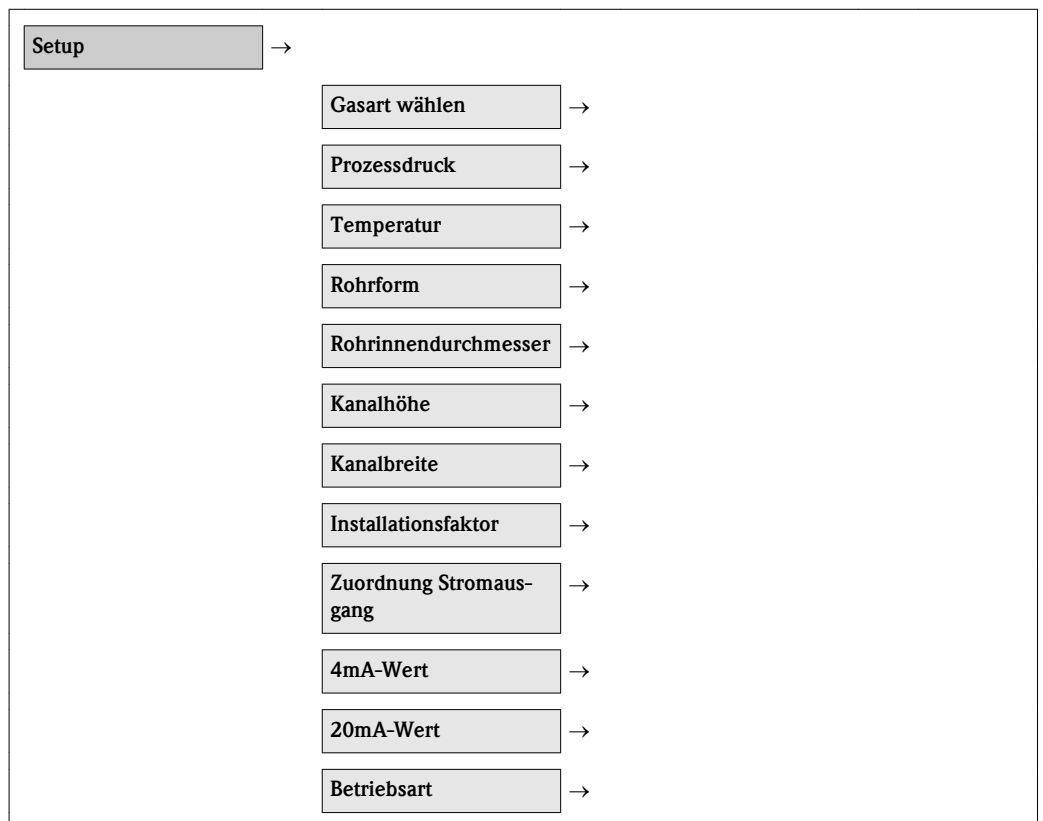 Setup →
Gasart wählen →
Prozessdruck →
Temperatur →
Rohrform →
Rohrinnendurchmesser →
Kanalhöhe →
Kanalbreite →
Installationsfaktor →
Zuordnung Stromaus- →
gang
4mA-Wert →
20mA-Wert →
Betriebsart →